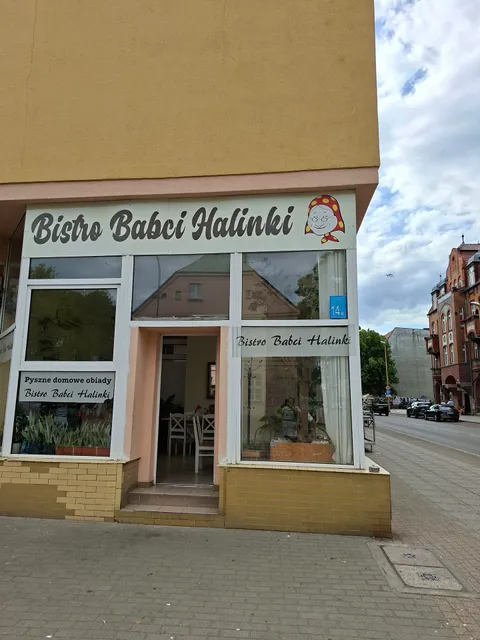 Bistro Babci Halinki
14
Bistro Babci Halinki
Pyszne domowe obiady
Bistro Babci Halinki